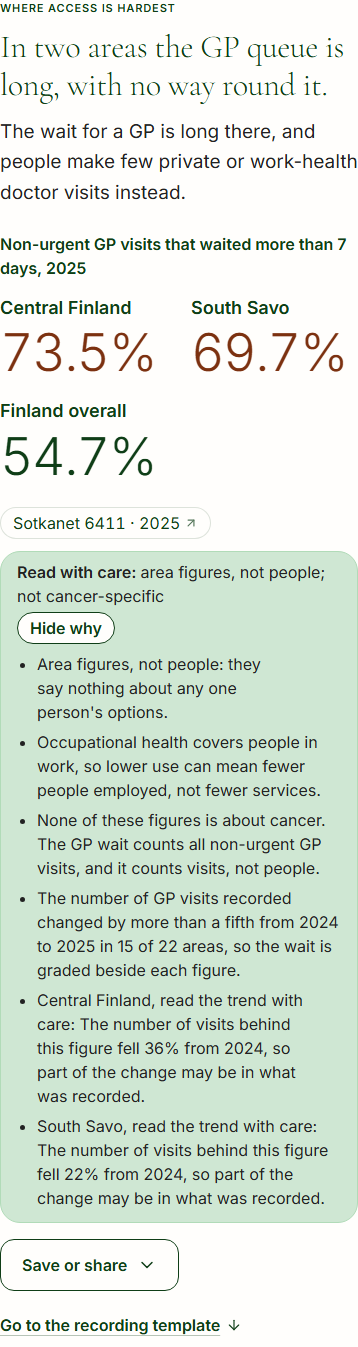 WHERE ACCESS IS HARDEST
In two areas the GP queue is
long, with no way round it.
The wait for a GP is long there, and
people make few private or work-health
doctor visits instead.
Non-urgent GP visits that waited more than 7
days, 2025
Central Finland
73.5%
South Savo
69.7%
Finland overall
54.7%
Sotkanet 6411 · 2025 ↗
Read with care: area figures, not people;
not cancer-specific
Hide why
• Area figures, not people: they
say nothing about any one
person's options.
• Occupational health covers people in
work, so lower use can mean fewer
people employed, not fewer services.
• None of these figures is about cancer.
The GP wait counts all non-urgent GP
visits, and it counts visits, not people.
• The number of GP visits recorded
changed by more than a fifth from 2024
to 2025 in 15 of 22 areas, so the wait is
graded beside each figure.
• Central Finland, read the trend with
care: The number of visits behind
this figure fell 36% from 2024, so
part of the change may be in what
was recorded.
• South Savo, read the trend with care:
The number of visits behind this figure
fell 22% from 2024, so part of the
change may be in what was recorded.
Save or share
Go to the recording template ↓